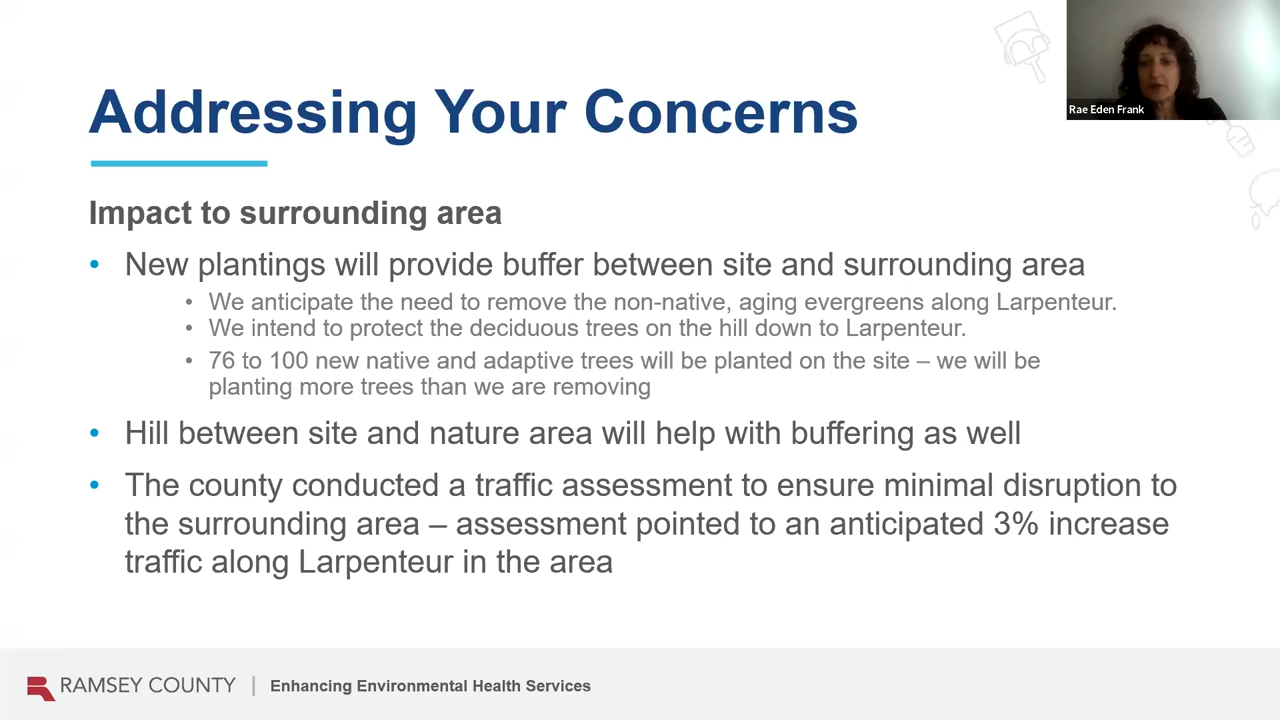 Addressing Your Concerns
Rae Eden Frank
Impact to surrounding area
• New plantings will provide buffer between site and surrounding area
• We anticipate the need to remove the non-native, aging evergreens along Larpenteur.
• We intend to protect the deciduous trees on the hill down to Larpenteur.
• 76 to 100 new native and adaptive trees will be planted on the site – we will be
planting more trees than we are removing
• Hill between site and nature area will help with buffering as well
• The county conducted a traffic assessment to ensure minimal disruption to
the surrounding area – assessment pointed to an anticipated 3% increase
traffic along Larpenteur in the area
RAMSEY COUNTY | Enhancing Environmental Health Services